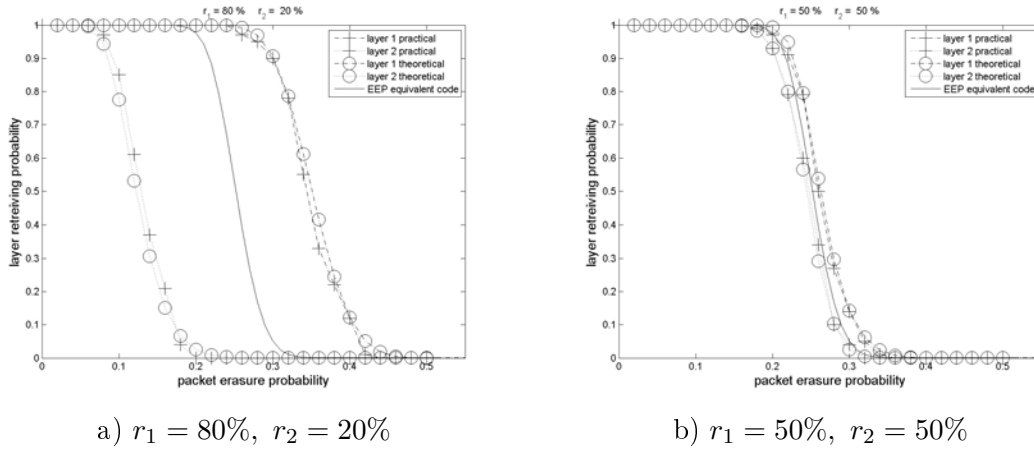 r1 = 80 % r2 = 20 %
layer retreiving probability
1
0.9
0.8
0.7
0.6
0.5
0.4
0.3
0.2
0.1
0
layer 1 practical
layer 2 practical
layer 1 theoretical
layer 2 theoretical
EEP equivalent code
0 0.1 0.2 0.3 0.4 0.5
packet erasure probability
a) r1 = 80%, r2 = 20%
r1 = 50 % r2 = 50 %
layer retreiving probability
1
0.9
0.8
0.7
0.6
0.5
0.4
0.3
0.2
0.1
0
layer 1 practical
layer 2 practical
layer 1 theoretical
layer 2 theoretical
EEP equivalent code
0 0.1 0.2 0.3 0.4 0.5
packet erasure probability
b) r1 = 50%, r2 = 50%